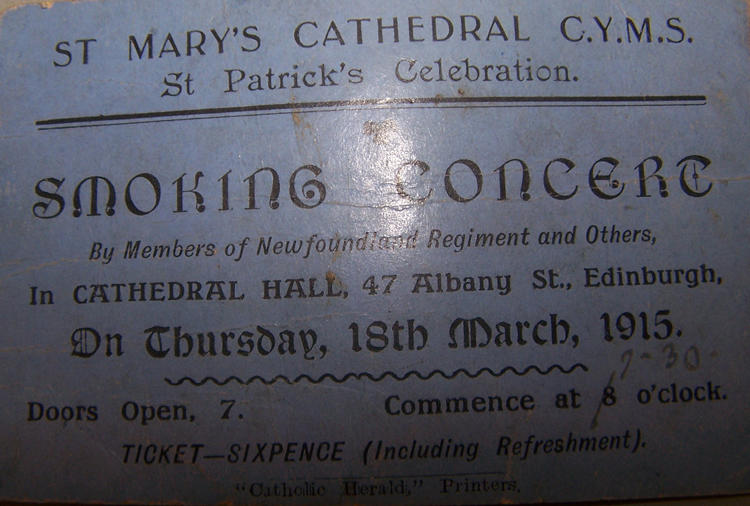 ST MARY'S CATHEDRAL C.Y.M.S.
St Patrick's Celebration.
SMOKING CONCERT
By Members of Newfoundland Regiment and Others,
In CATHEDRAL HALL, 47 Albany St., Edinburgh,
On Thursday, 18th March, 1915.
7-30.
Doors Open, 7. Commence at 8 o'clock.
TICKET—SIXPENCE (Including Refreshment).
"Catholic Herald," Printers.